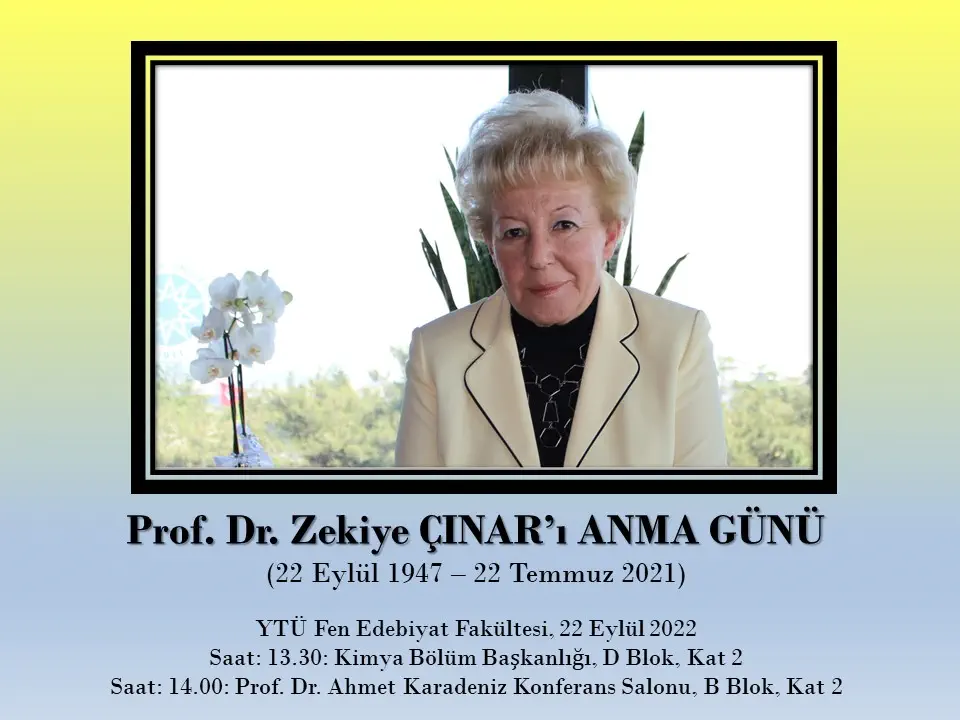 Prof. Dr. Zekiye ÇINAR’ı ANMA GÜNÜ
(22 Eylül 1947 – 22 Temmuz 2021)
YTÜ Fen Edebiyat Fakültesi, 22 Eylül 2022
Saat: 13.30: Kimya Bölüm Başkanlığı, D Blok, Kat 2
Saat: 14.00: Prof. Dr. Ahmet Karadeniz Konferans Salonu, B Blok, Kat 2